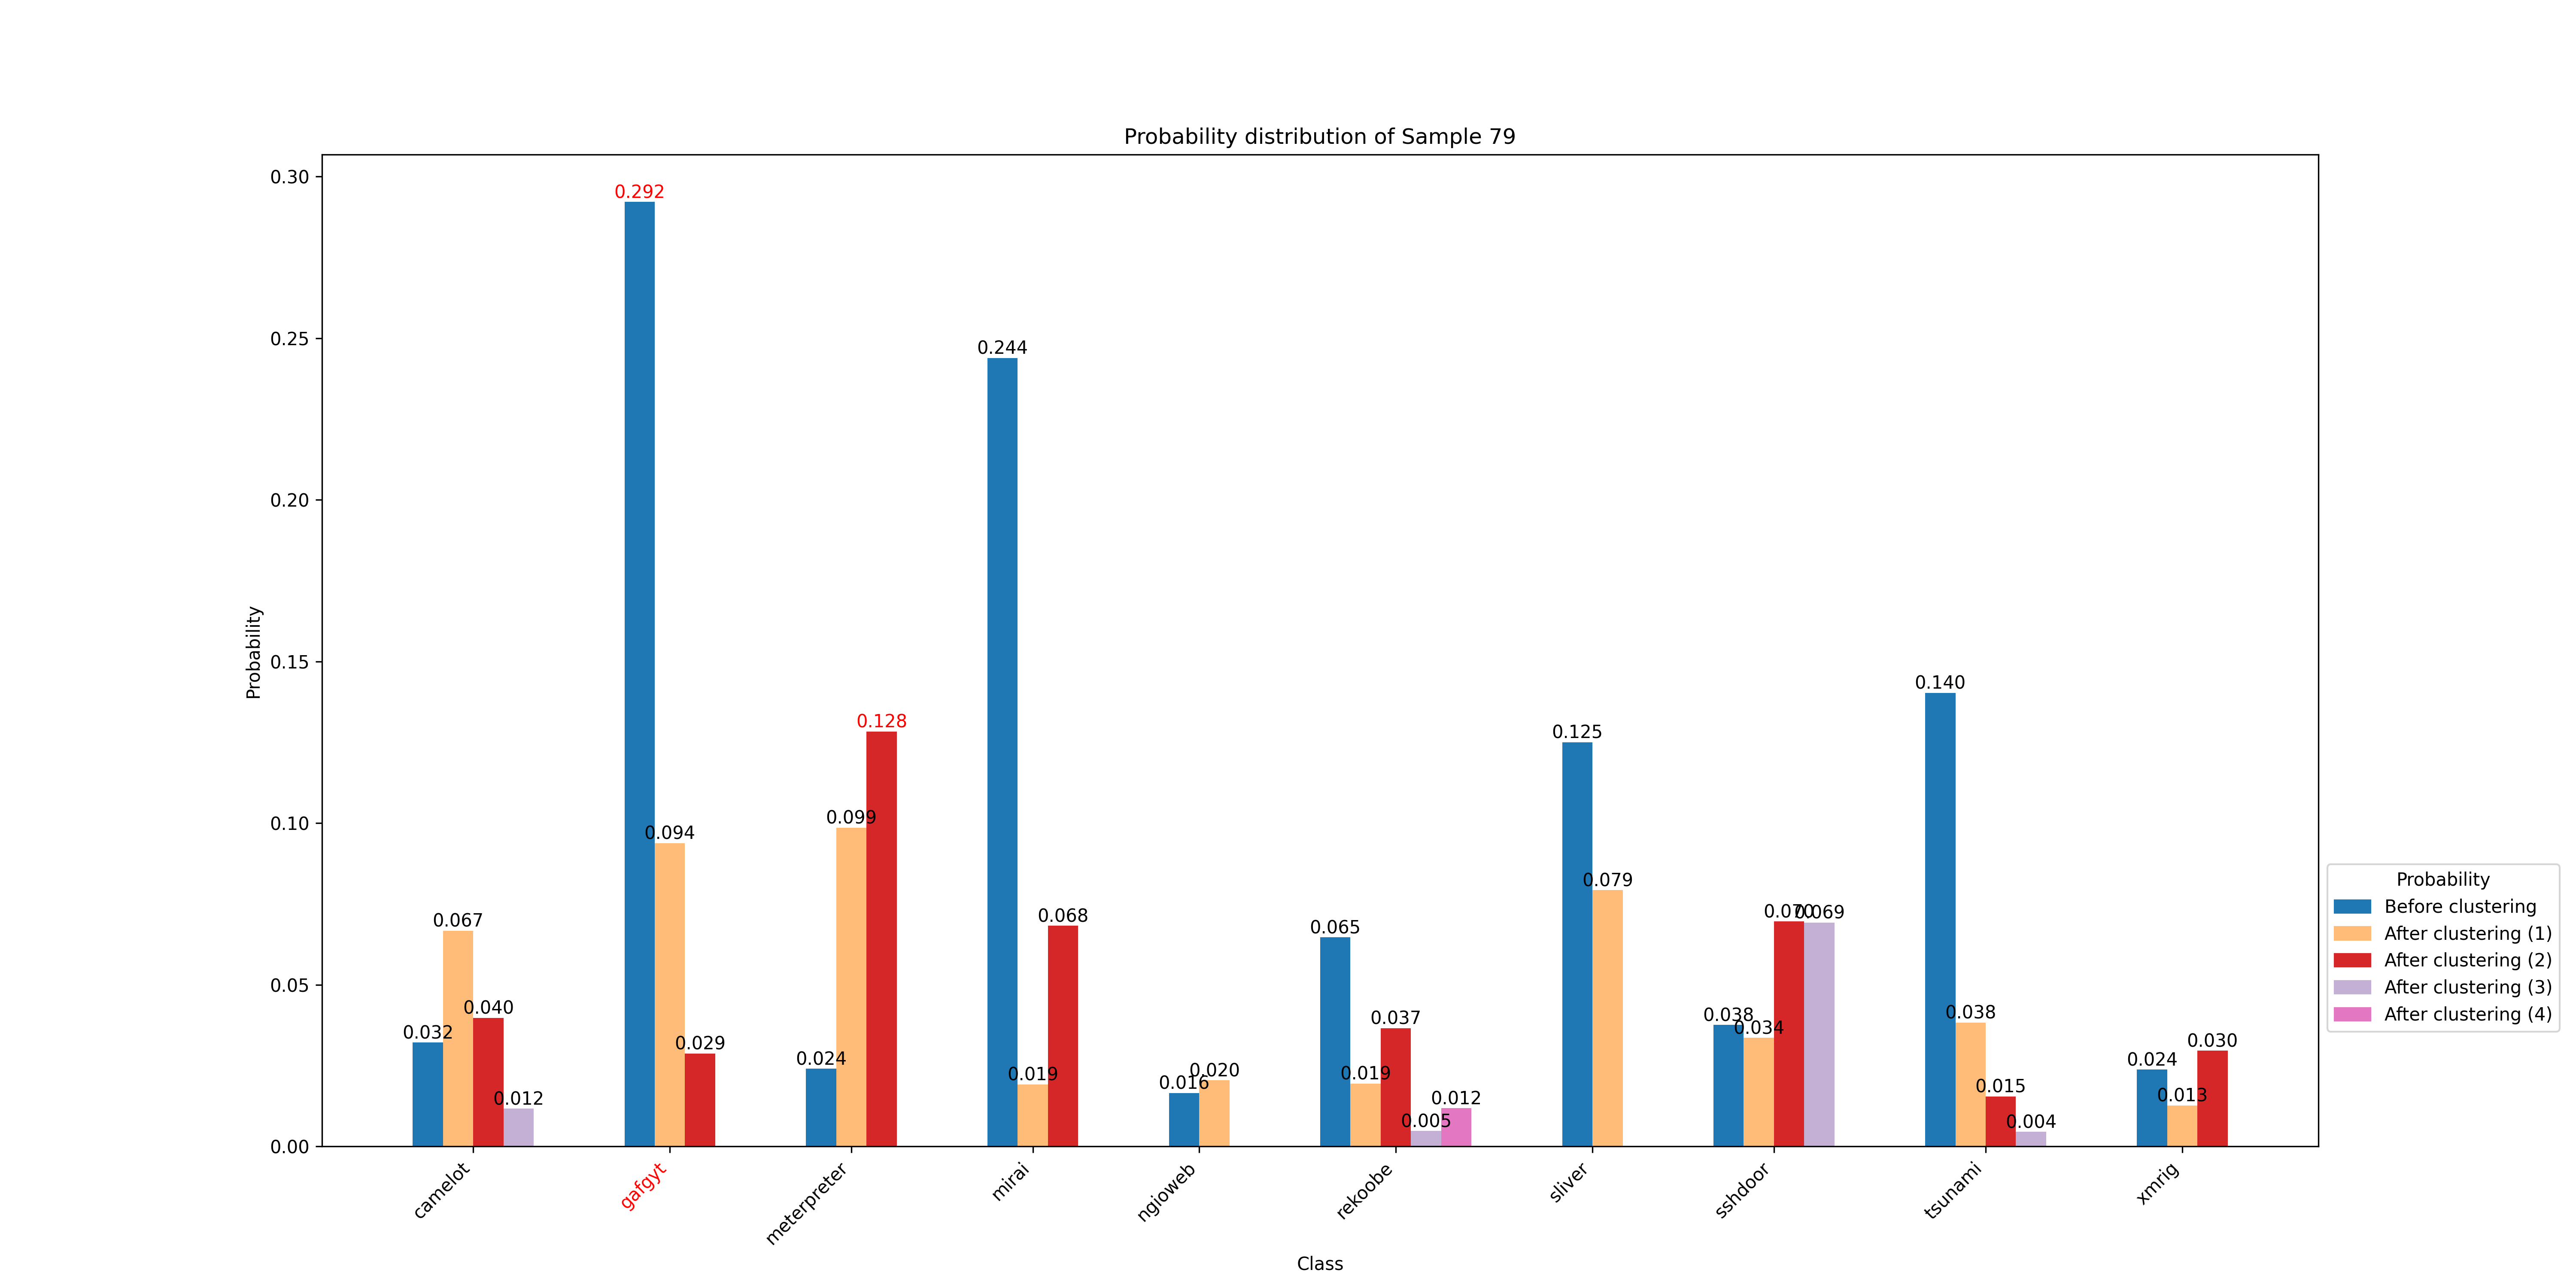 Probability distribution of Sample 79
Probability
0.30
0.25
0.20
0.15
0.10
0.05
0.00
0.032
0.067
0.040
0.012
0.292
0.094
0.029
0.024
0.099
0.128
0.244
0.019
0.068
0.016
0.020
0.065
0.019
0.037
0.005
0.012
0.125
0.079
0.038
0.034
0.070
0.069
0.140
0.038
0.015
0.004
0.024
0.013
0.030
camelot
gafgyt
meterpreter
mirai
ngioweb
rekoobe
sliver
sshdoor
tsunami
xmrig
Class
Probability
Before clustering
After clustering (1)
After clustering (2)
After clustering (3)
After clustering (4)